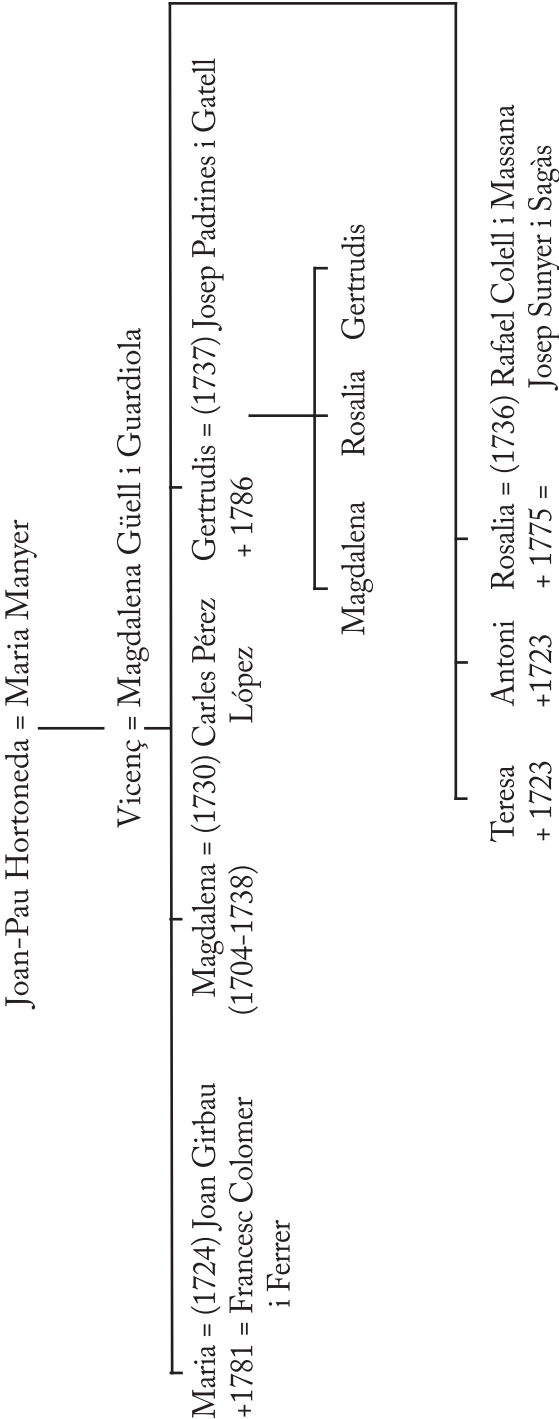 Joan-Pau Hortoneda = Maria Manyer
Vicenç = Magdalena Güell i Guardiola
Maria = (1724) Joan Girbau
+1781 = Francesc Colomer
i Ferrer
Magdalena = (1730) Carles Pérez
(1704–1738) López
Gertrudis = (1737) Josep Padrines i Gatell
+ 1786
Magdalena Rosalia Gertrudis
Teresa Antoni Rosalia = (1736) Rafael Colell i Massana
+ 1723 +1723 + 1775 = Josep Sunyer i Sagàs